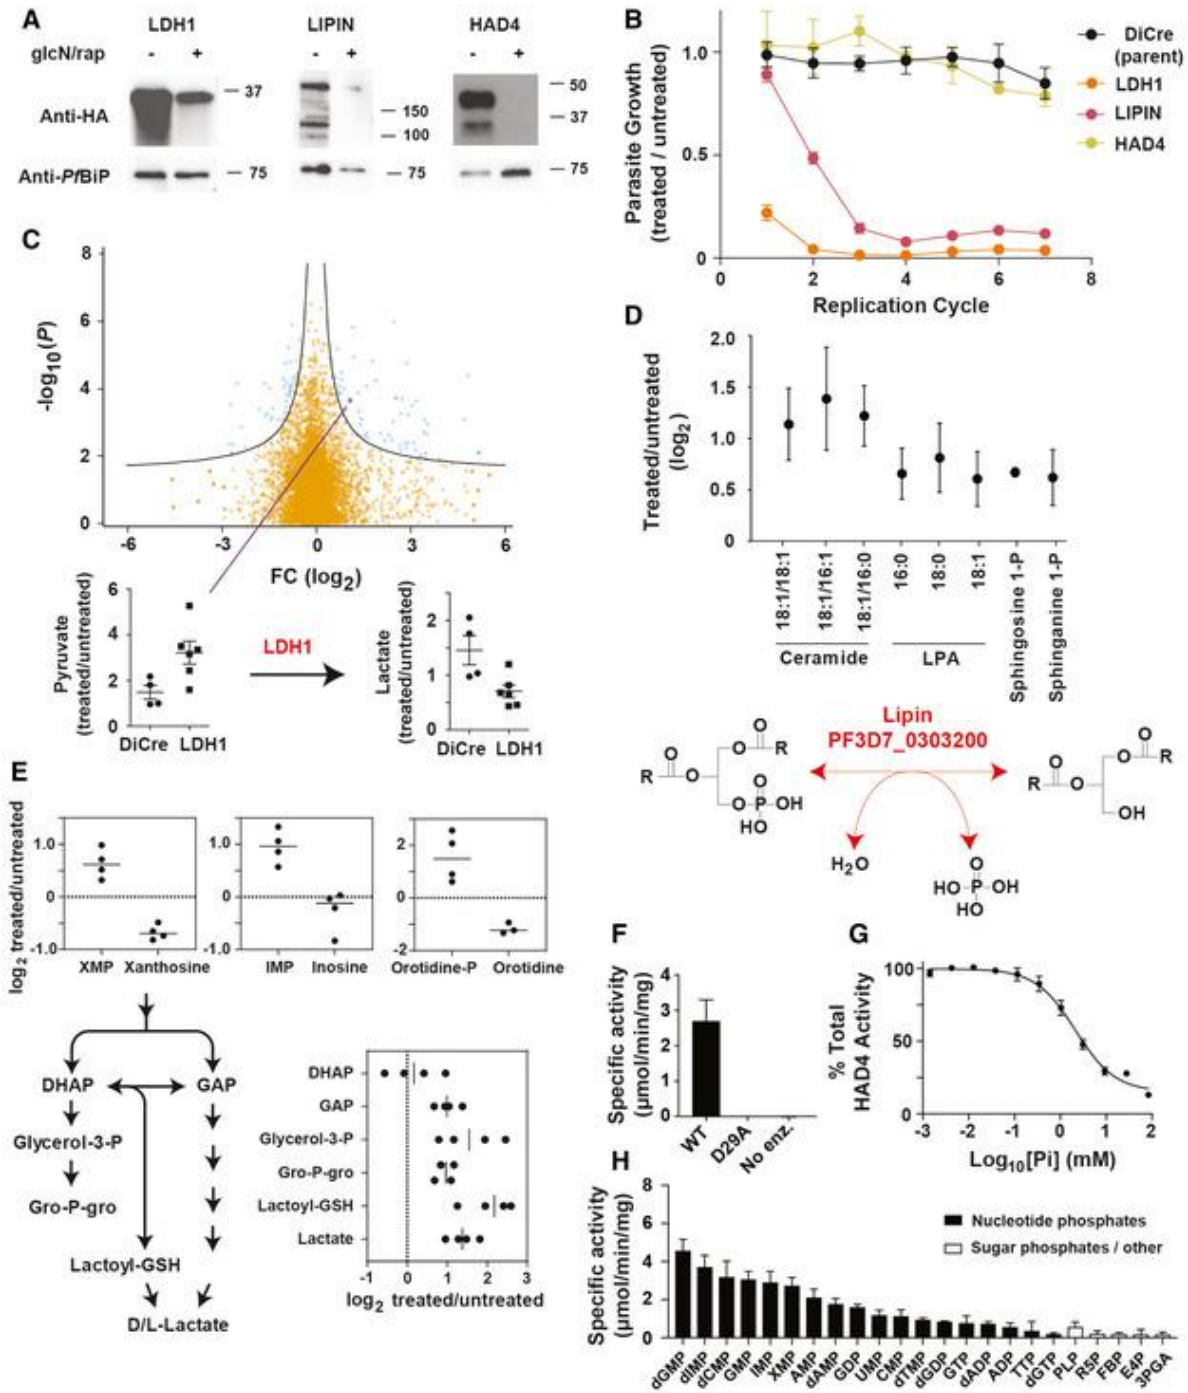 A
LDH1 LIPIN HAD4
glcN/rap - + - + - +
Anti-HA
37
150
100
50
37
Anti-PfBiP
75 75 75
B
Parasite Growth
(treated / untreated)
1.0
0.5
0
0 2 4 6 8
Replication Cycle
DiCre
(parent)
LDH1
LIPIN
HAD4
C
-log10(P)
8
6
4
2
0
-6 -3 0 3 6
FC (log2)
Pyruvate
(treated/untreated)
6
4
2
0
DiCre LDH1
LDH1
Lactate
(treated/untreated)
2
1
0
DiCre LDH1
D
Treated/untreated
(log2)
2.0
1.5
1.0
0.5
0
18:1/18:1
18:1/16:1
18:1/16:0
16:0
18:0
18:1
Sphingosine 1-P
Sphinganine 1-P
Ceramide LPA
Lipin
PF3D7_0303200
O
O R
O
R O
O
O P OH
HO
O
O R
O
R O
OH
H2O
O
HO P OH
HO
E
log2 treated/untreated
1.0
0
-1.0
XMP Xanthosine
1.0
0
-1.0
IMP Inosine
2
0
-2
Orotidine-P Orotidine
DHAP GAP
Glycerol-3-P
Gro-P-gro
Lactoyl-GSH
D/L-Lactate
DHAP
GAP
Glycerol-3-P
Gro-P-gro
Lactoyl-GSH
Lactate
-1 0 1 2 3
log2 treated/untreated
F
Specific activity
(μmol/min/mg)
4
3
2
1
0
WT
D29A
No enz.
G
% Total
HAD4 Activity
100
50
0
-3 -2 -1 0 1 2
Log10[Pi] (mM)
H
Specific activity
(μmol/min/mg)
8
6
4
2
0
Nucleotide phosphates
Sugar phosphates / other
dGMP
dIMP
dCMP
GMP
IMP
XMP
AMP
dAMP
GDP
UMP
CMP
dTMP
dGDP
GTP
dADP
ADP
TTP
dGTP
PLP
R5P
FBP
E4P
3PGA